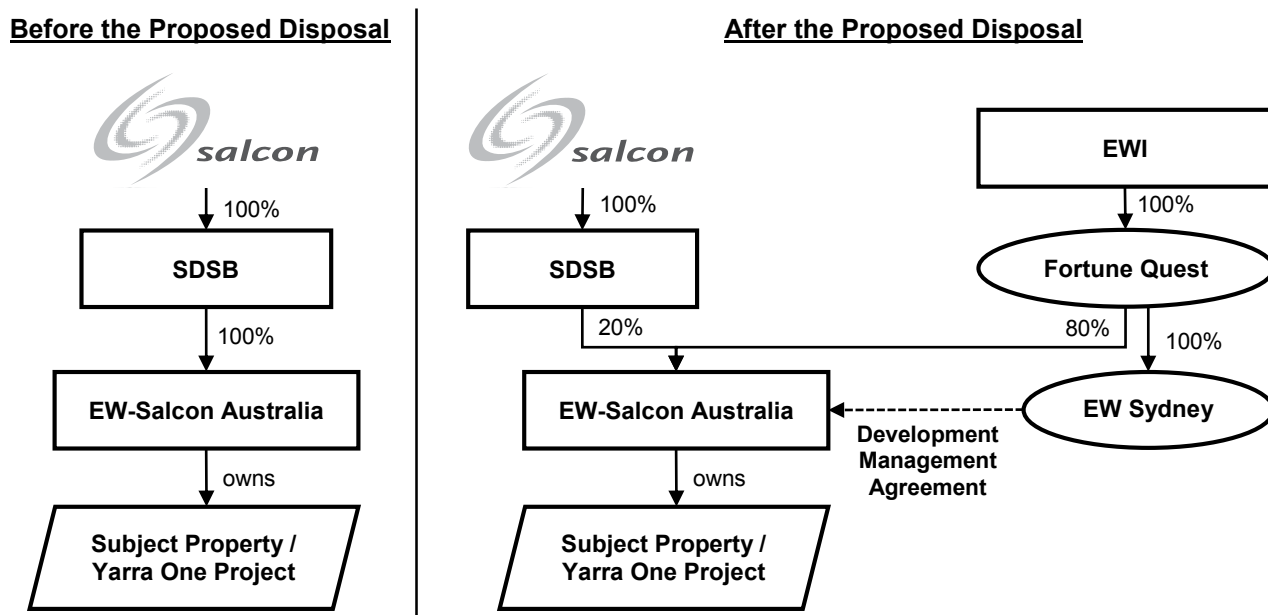 Before the Proposed Disposal
salcon
100%
SDSB
100%
EW-Salcon Australia
owns
Subject Property /
Yarra One Project
After the Proposed Disposal
salcon
100%
SDSB
20%
EWI
100%
Fortune Quest
80%
100%
EW-Salcon Australia
EW Sydney
Development
Management
Agreement
owns
Subject Property /
Yarra One Project